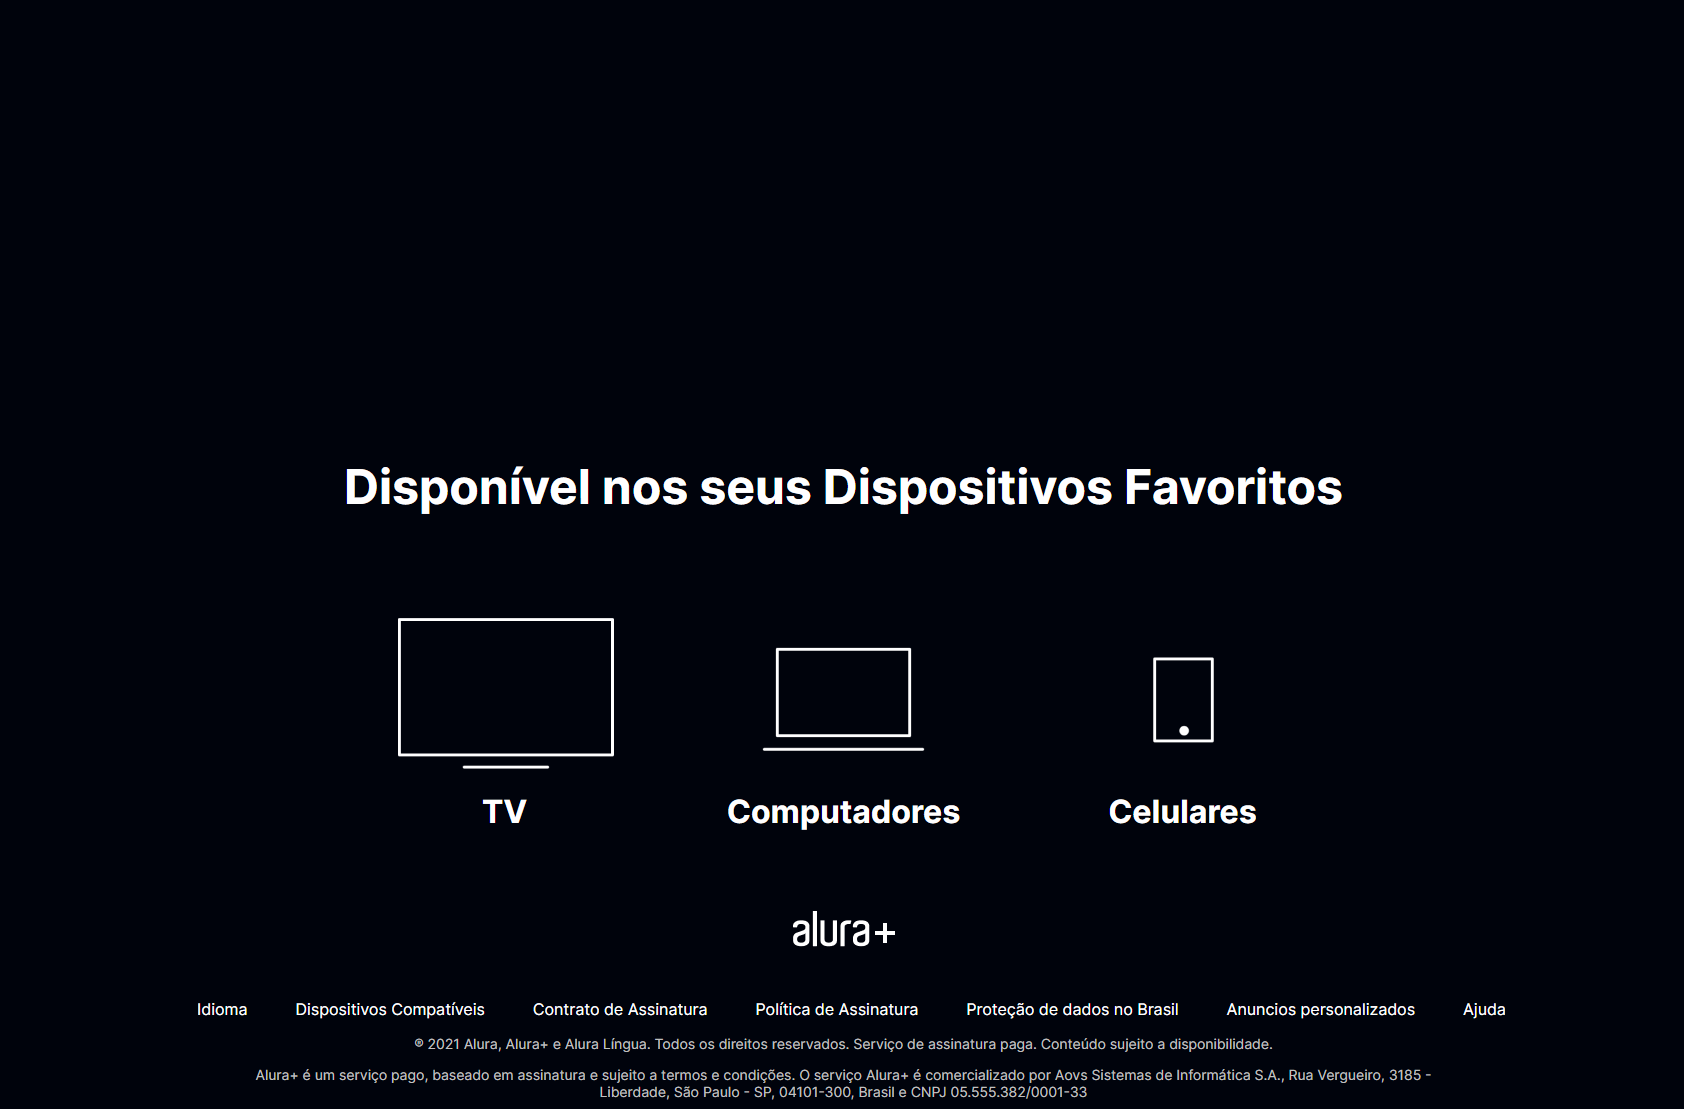 Disponível nos seus Dispositivos Favoritos
TV
Computadores
Celulares
alura+
Idioma Dispositivos Compatíveis Contrato de Assinatura Política de Assinatura Proteção de dados no Brasil Anuncios personalizados Ajuda
® 2021 Alura, Alura+ e Alura Língua. Todos os direitos reservados. Serviço de assinatura paga. Conteúdo sujeito a disponibilidade.
Alura+ é um serviço pago, baseado em assinatura e sujeito a termos e condições. O serviço Alura+ é comercializado por Aovs Sistemas de Informática S.A., Rua Vergueiro, 3185 -
Liberdade, São Paulo - SP, 04101-300, Brasil e CNPJ 05.555.382/0001-33